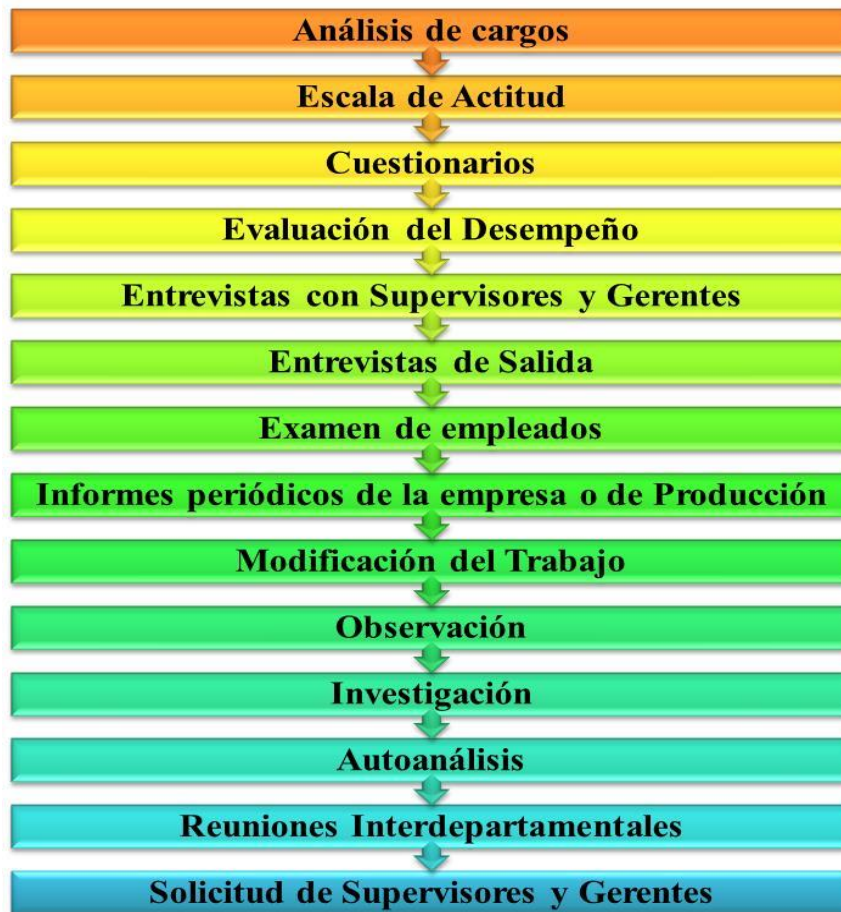 Análisis de cargos
Escala de Actitud
Cuestionarios
Evaluación del Desempeño
Entrevistas con Supervisores y Gerentes
Entrevistas de Salida
Examen de empleados
Informes periódicos de la empresa o de Producción
Modificación del Trabajo
Observación
Investigación
Autoanálisis
Reuniones Interdepartamentales
Solicitud de Supervisores y Gerentes